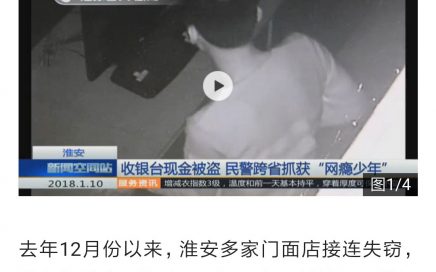 淮安
新闻空间站
收银台现金被盗 民警跨省抓获“网瘾少年”
2018.1.10
服务资讯
增减衣指数3级，温度和前一天基本持平，穿着厚度可
图1/4
去年12月份以来，淮安多家门面店接连失窃，